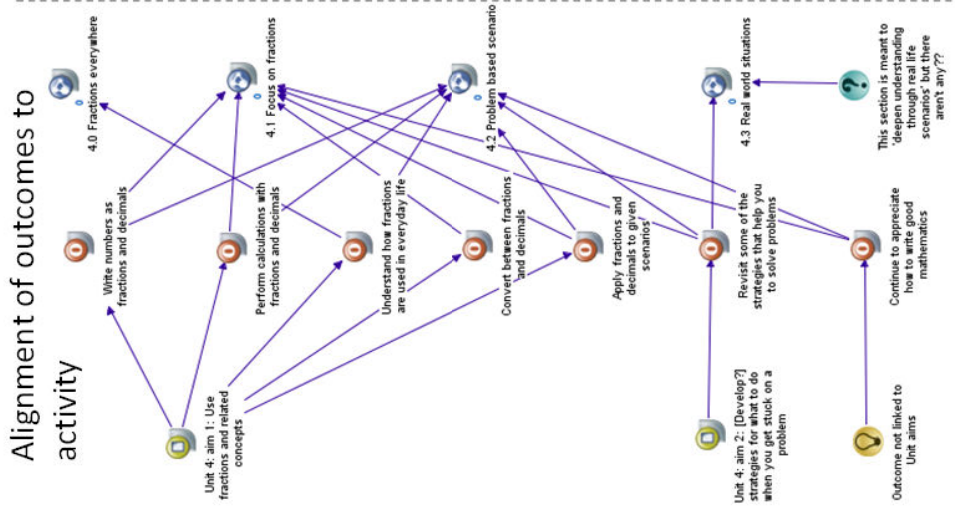 Alignment of outcomes to
activity
Unit 4: aim 1: Use
fractions and related
concepts
Unit 4: aim 2: [Develop?]
strategies for what to do
when you get stuck on a
problem
Outcome not linked to
Unit aims
Write numbers as
fractions and decimals
Perform calculations with
fractions and decimals
Understand how fractions
are used in everyday life
Convert between fractions
and decimals
Apply fractions and
decimals to given
scenarios
Revisit some of the
strategies that help you
to solve problems
Continue to appreciate
how to write good
mathematics
4.0 Fractions everywhere
4.1 Focus on fractions
4.2 Problem based scenario
4.3 Real world situations
This section is meant to
'deepen understanding
through real life
scenarios' but there
aren't any??